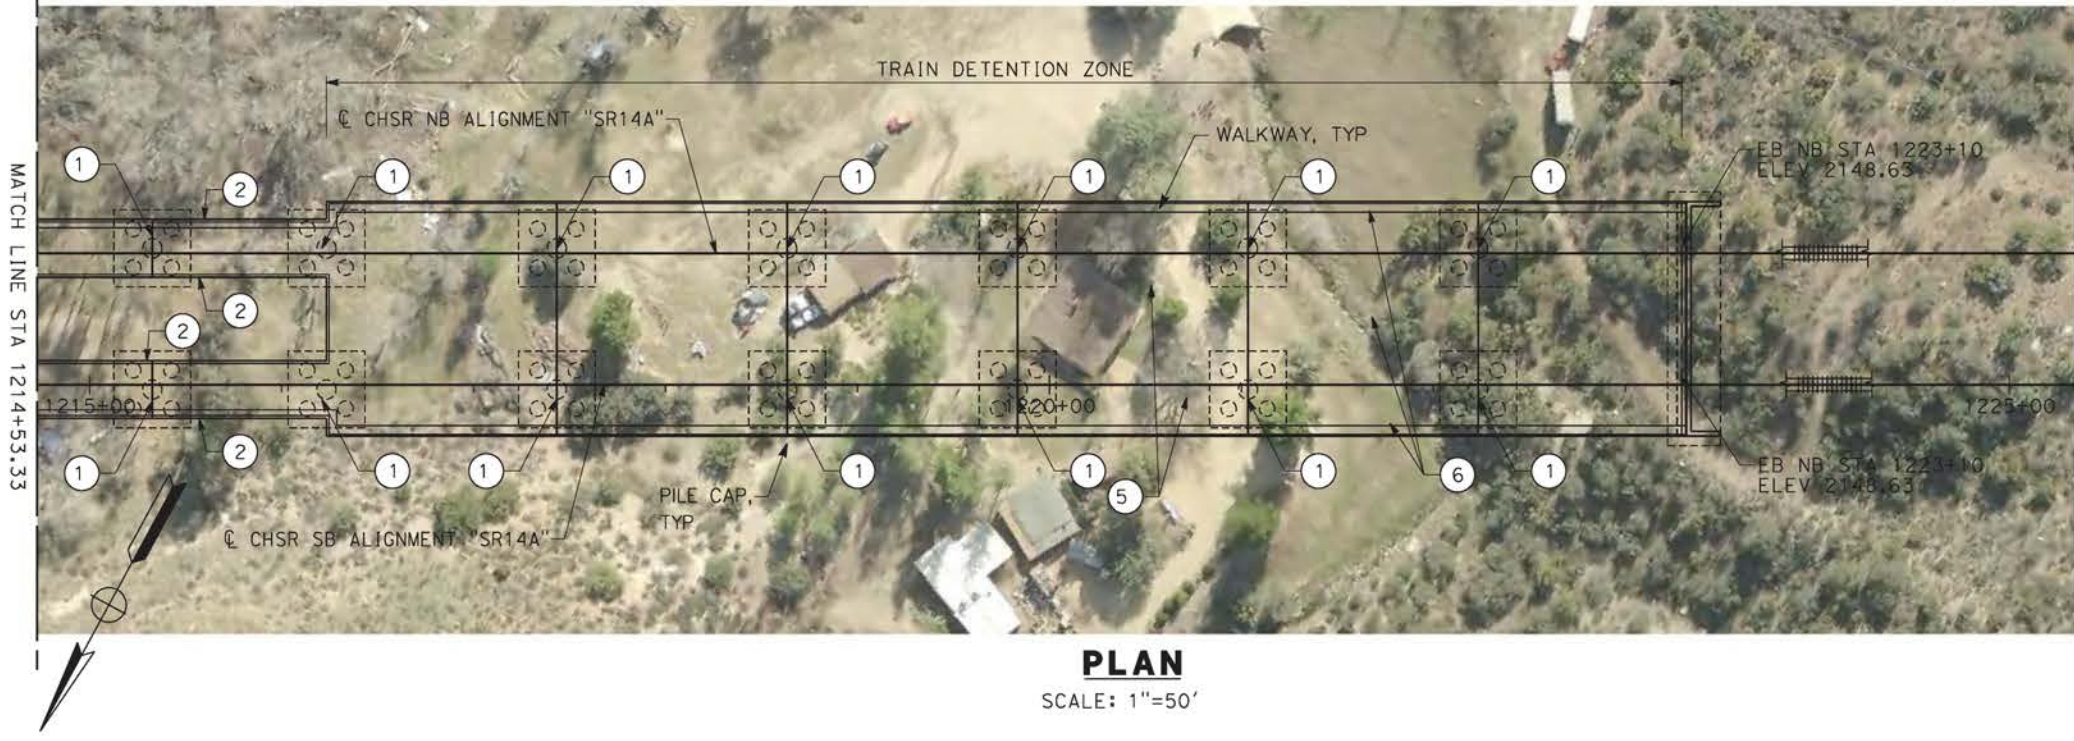 TRAIN DETENTION ZONE
℄ CHSR NB ALIGNMENT "SR14A"
WALKWAY, TYP
EB NB STA 1223+10
ELEV 2148.63
1
2
1
1
1
1
1
1
MATCH LINE STA 1214+53.33
2
2
1215+00
1220+00
1225+00
2
1
1
1
1
1
1
1
5
6
PILE CAP,
TYP
EB NB STA 1223+10
ELEV 2148.63
℄ CHSR SB ALIGNMENT "SR14A"
PLAN
SCALE: 1"=50'